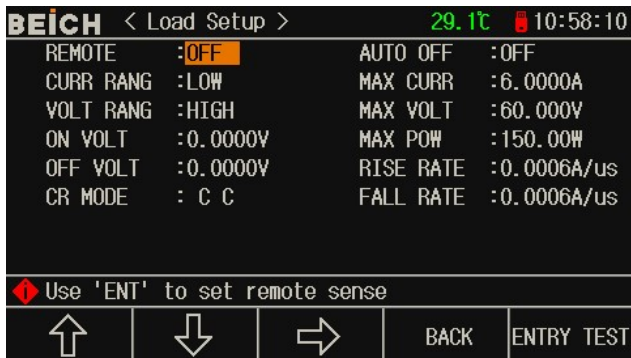 BEICH < Load Setup > 29.1℃ 10:58:10
REMOTE :OFF AUTO OFF :OFF
CURR RANG :LOW MAX CURR :6.0000A
VOLT RANG :HIGH MAX VOLT :60.000V
ON VOLT :0.0000V MAX POW :150.00W
OFF VOLT :0.0000V RISE RATE :0.0006A/us
CR MODE : C C FALL RATE :0.0006A/us
Use 'ENT' to set remote sense
BACK ENTRY TEST